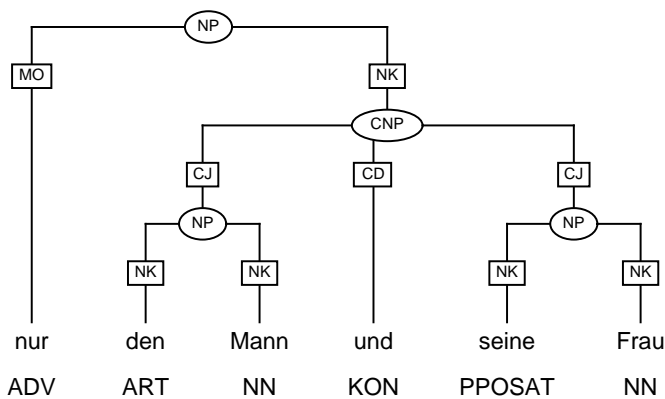 NP
MO NK
CNP
CJ CD CJ
NP NP
NK NK NK NK
nur den Mann und seine Frau
ADV ART NN KON PPOSAT NN